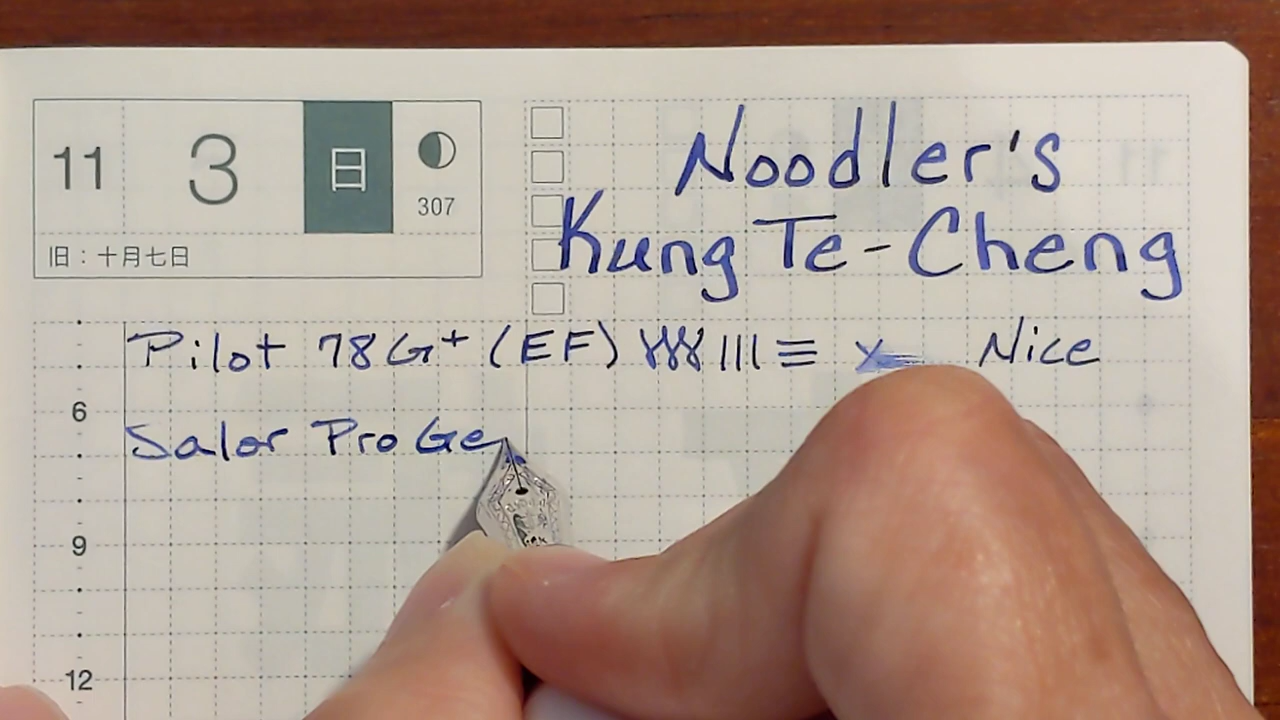 11 3 日
307
旧：十月七日
Noodler's
Kung Te-Cheng
Pilot 78G+ (EF) Nice
6
Salor Pro Ge
9
12